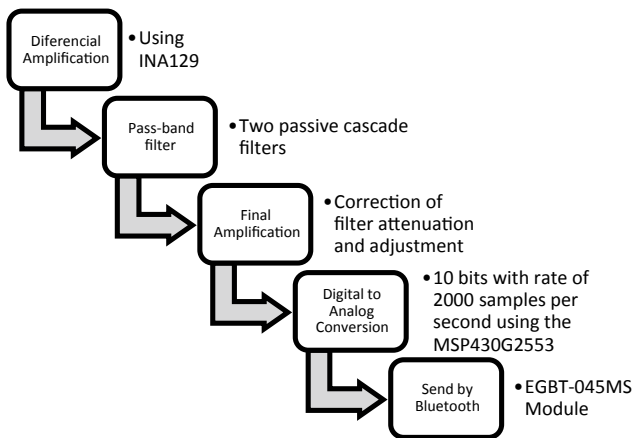 Diferencial
Amplification
•Using
INA129
Pass-band
filter
•Two passive cascade
filters
Final
Amplification
•Correction of
filter attenuation
and adjustment
Digital to
Analog
Conversion
•10 bits with rate of
2000 samples per
second using the
MSP430G2553
Send by
Bluetooth
•EGBT-045MS
Module